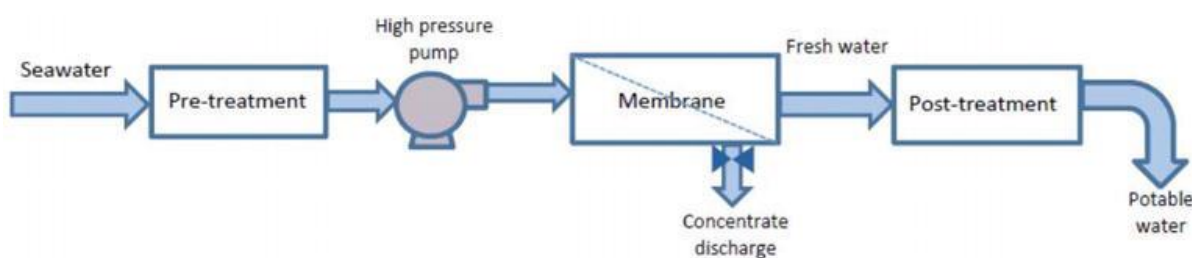 Seawater
Pre-treatment
High pressure
pump
Membrane
Concentrate
discharge
Fresh water
Post-treatment
Potable
water